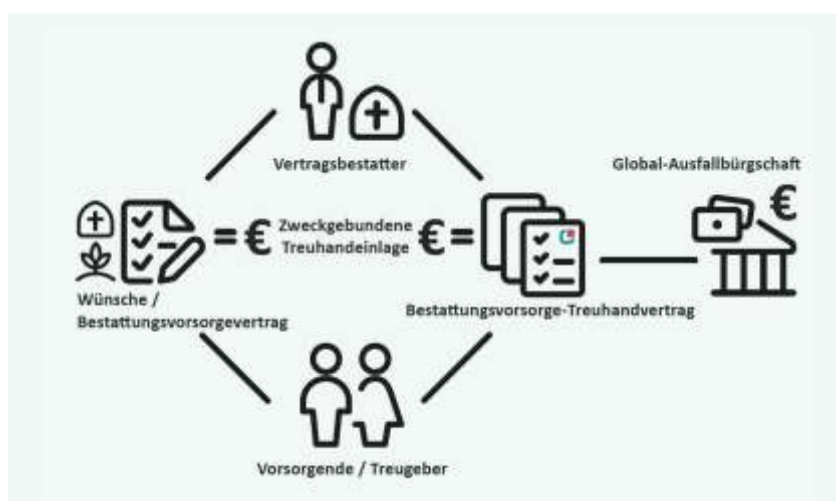 Vertragsbestatter
Global-Ausfallbürgschaft
€
= € Zweckgebundene € =
Treuhandeinlage
Wünsche /
Bestattungsvorsorgevertrag
Bestattungsvorsorge-Treuhandvertrag
Vorsorgende / Treugeber